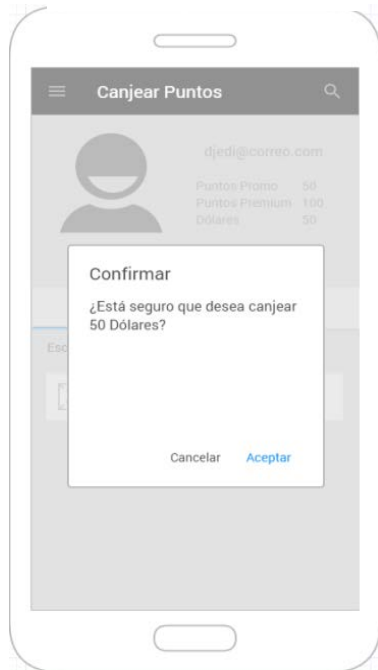 Canjear Puntos
djedi@correo.com
Puntos Promo 50
Puntos Premium 100
Dólares 50
Confirmar
¿Está seguro que desea canjear
50 Dólares?
Esc
Cancelar Aceptar